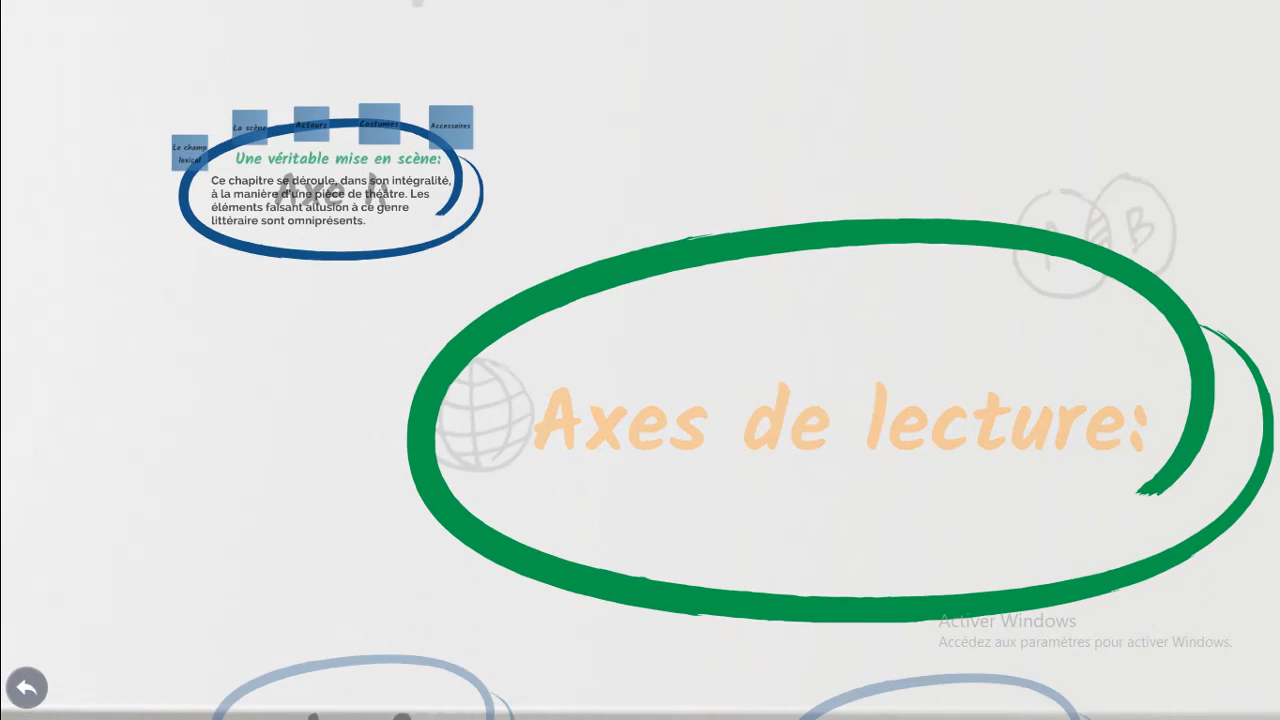 La scène
Acteurs
Costumes
Accessoires
Le champ
lexical
Une véritable mise en scène:
Ce chapitre se déroule, dans son intégralité,
à la manière d'une pièce de théâtre. Les
éléments faisant allusion à ce genre
littéraire sont omniprésents.
Axe
A
B
Axes de lecture:
Activer Windows
Accédez aux paramètres pour activer Windows.